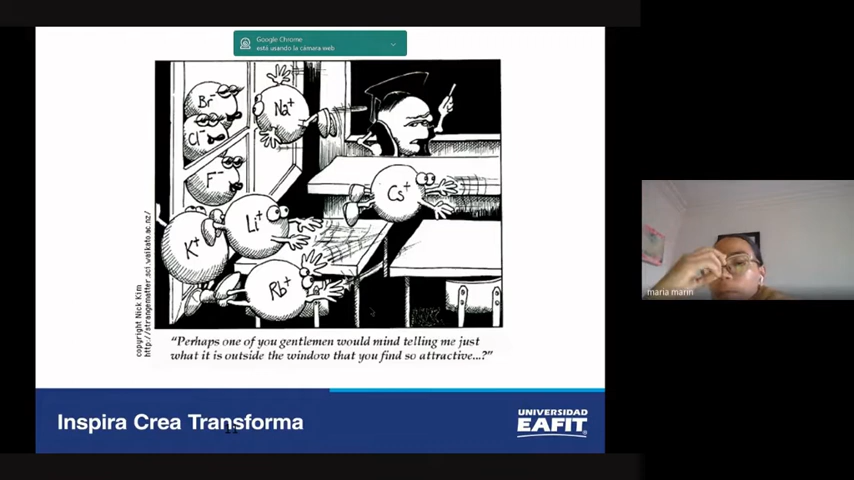 Google Chrome
está usando la cámara web
Br⁻
Cl⁻
F⁻
Na⁺
Cs⁺
Li⁺
K⁺
Rb⁺
copyright Nick Kim
http://strangematter.sci.waikato.ac.nz/
"Perhaps one of you gentlemen would mind telling me just
what it is outside the window that you find so attractive...?"
Inspira Crea Transforma
UNIVERSIDAD
EAFIT
maria marin